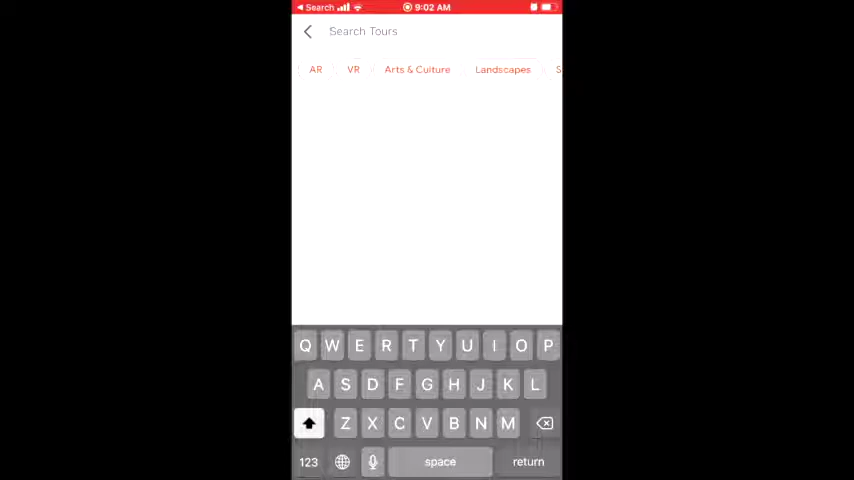 ◀ Search 9:02 AM
Search Tours
AR VR Arts & Culture Landscapes S
Q W E R T Y U I O P
A S D F G H J K L
Z X C V B N M
123 space return